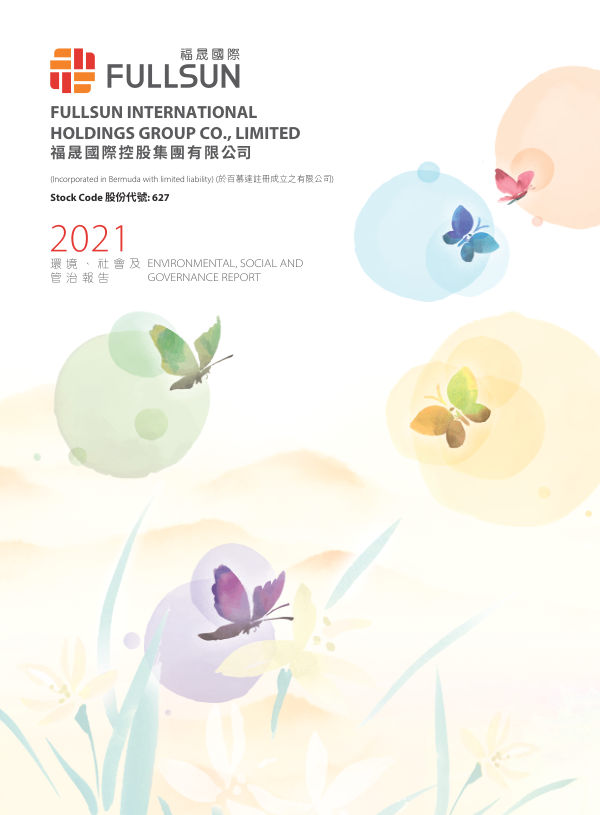 福晟國際
FULLSUN
FULLSUN INTERNATIONAL
HOLDINGS GROUP CO., LIMITED
福晟國際控股集團有限公司
(Incorporated in Bermuda with limited liability) (於百慕達註冊成立之有限公司)
Stock Code 股份代號: 627
2021
環境、社會及 ENVIRONMENTAL, SOCIAL AND
管治報告 GOVERNANCE REPORT